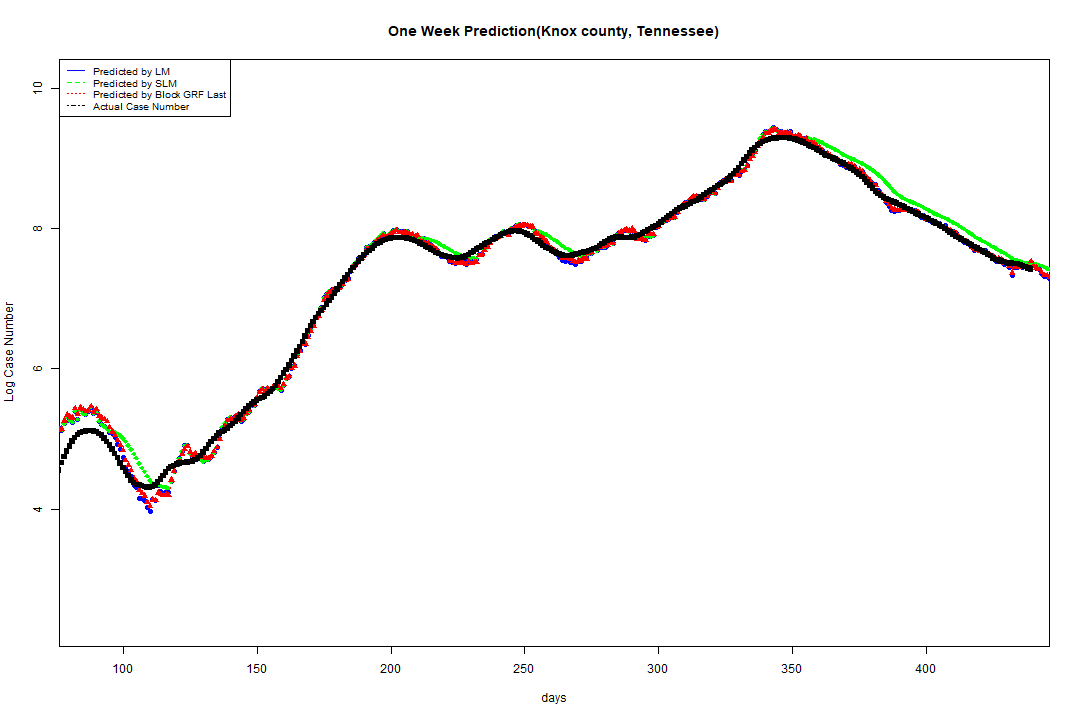 One Week Prediction(Knox county, Tennessee)
Predicted by LM
Predicted by SLM
Predicted by Block GRF Last
Actual Case Number
10
8
6
4
Log Case Number
100 150 200 250 300 350 400
days